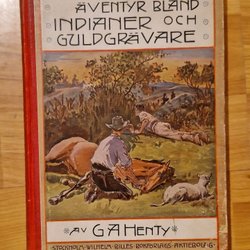 ÄVENTYR BLAND
INDIANER OCH
GULDGRÄVARE
AV G A HENTY
STOCKHOLM WILHELM BILLES BOKFÖRLAGS AKTIEBOLAG